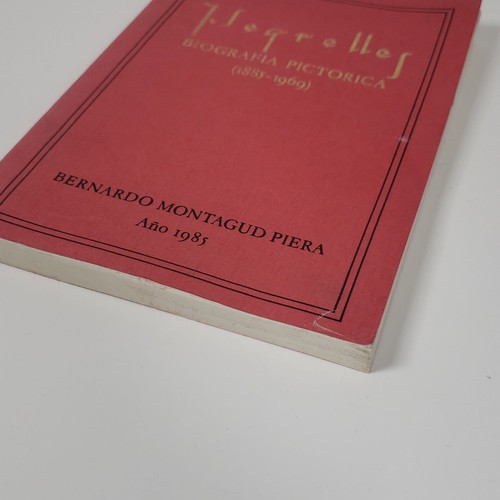 J. Segrelles
BIOGRAFIA PICTORICA
(1885-1969)
BERNARDO MONTAGUD PIERA
Año 1985